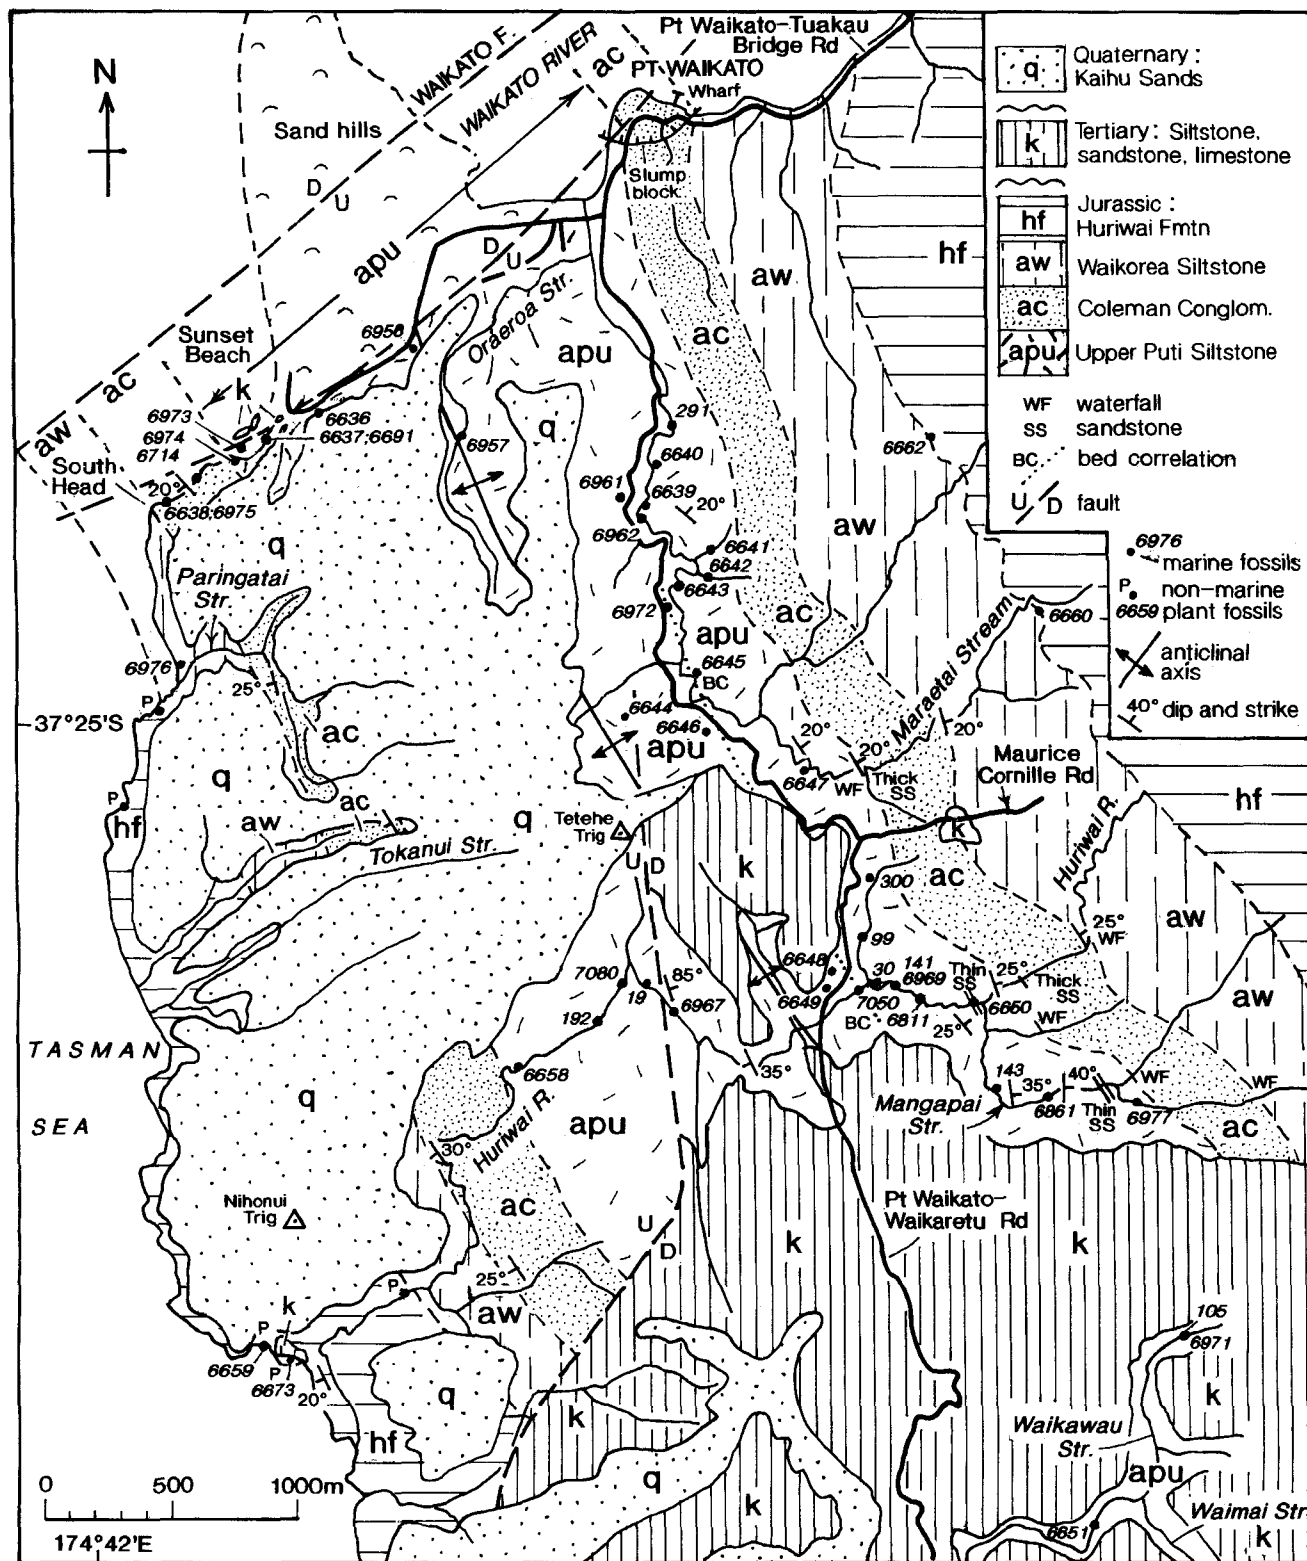 N
WAIKATO F.
WAIKATO RIVER
ac
Pt Waikato-Tuakau
Bridge Rd
PT WAIKATO
Wharf
Sand hills
D
U
Slump
block
apu
D
U
Oraeroa Str.
hf
aw
ac
6958
Sunset
Beach
ac
k
6973
6974
6714
6636
6637;6691
aw
South
Head
20°
6638;6975
q
apu
q
6957
291
6640
6961
6639
20°
6962
6641
6642
6643
6972
apu
6645
BC
6662
aw
ac
6660
Maraetai Stream
Paringatai
Str.
6976
P
25°
ac
37°25'S
q
6644
6646
apu
20°
20°
20°
6647
WF
Thick
SS
Maurice
Cornille Rd
P
hf
aw
ac
Tokanui Str.
q
Tetehe
Trig
U
D
k
k
Huriwai R.
hf
ac
300
aw
25°
WF
99
6648
30
141
6969
Thin
SS
25°
Thick
SS
7080
19
85°
6967
6649
7050
6811
6650
BC
25°
WF
aw
192
TASMAN
SEA
6658
35°
143
35°
40°
WF
WF
Mangapai
Str.
6861
Thin
SS
6977
ac
q
apu
Huriwai R.
30°
ac
Nihonui
Trig
U
D
Pt Waikato-
Waikaretu Rd
k
k
25°
aw
P
k
P
6659
P
6673
20°
q
k
105
6971
k
hf
Waikawau
Str.
q
k
apu
Waimai Str.
6651
k
0 500 1000m
174°42'E
q
Quaternary:
Kaihu Sands
k
Tertiary: Siltstone,
sandstone, limestone
hf
Jurassic:
Huriwai Fmtn
aw
Waikorea Siltstone
ac
Coleman Conglom.
apu
Upper Puti Siltstone
WF waterfall
SS sandstone
BC bed correlation
U D fault
6976
marine fossils
P non-marine
6659 plant fossils
anticlinal
axis
40° dip and strike